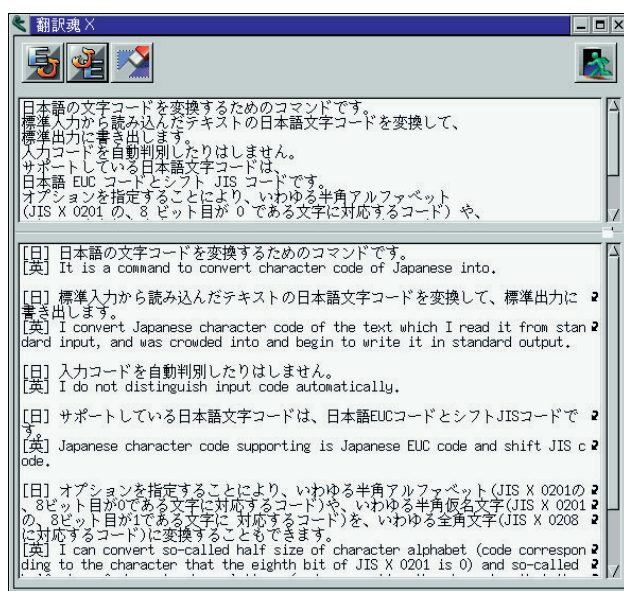 翻訳魂 X
日本語の文字コードを変換するためのコマンドです。
標準入力から読み込んだテキストの日本語文字コードを変換して、
標準出力に書き出します。
入力コードを自動判別したりはしません。
サポートしている日本語文字コードは、
日本語 EUC コードとシフト JIS コードです。
オプションを指定することにより、いわゆる半角アルファベット
(JIS X 0201 の、8 ビット目が 0 である文字に対応するコード) や、
[日] 日本語の文字コードを変換するためのコマンドです。
[英] It is a command to convert character code of Japanese into.
[日] 標準入力から読み込んだテキストの日本語文字コードを変換して、標準出力に
書き出します。
[英] I convert Japanese character code of the text which I read it from stan
dard input, and was crowded into and begin to write it in standard output.
[日] 入力コードを自動判別したりはしません。
[英] I do not distinguish input code automatically.
[日] サポートしている日本語文字コードは、日本語EUCコードとシフトJISコードで
す。
[英] Japanese character code supporting is Japanese EUC code and shift JIS c
ode.
[日] オプションを指定することにより、いわゆる半角アルファベット(JIS X 0201の
、8ビット目が0である文字に対応するコード)や、いわゆる半角仮名文字(JIS X 0201
の、8ビット目が1である文字に 対応するコード)を、いわゆる全角文字(JIS X 0208
に対応するコード)に変換することもできます。
[英] I can convert so-called half size of character alphabet (code correspon
ding to the character that the eighth bit of JIS X 0201 is 0) and so-called